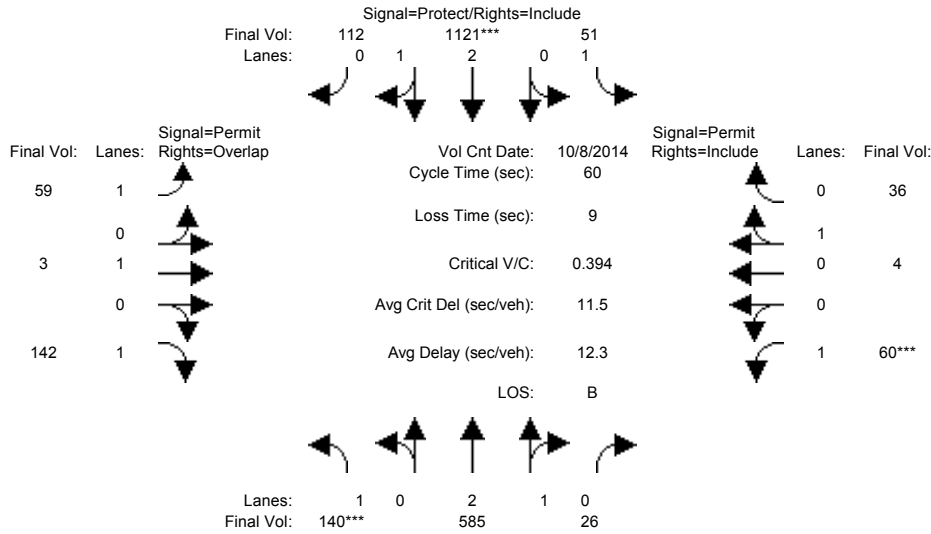 Signal=Protect/Rights=Include
Final Vol: 112 1121*** 51
Lanes: 0 1 2 0 1
Signal=Permit Signal=Permit
Final Vol: Lanes: Rights=Overlap Vol Cnt Date: 10/8/2014 Rights=Include Lanes: Final Vol:
Cycle Time (sec): 60
59 1 0 36
Loss Time (sec): 9
0 1
3 1 Critical V/C: 0.394 0 4
0 Avg Crit Del (sec/veh): 11.5 0
142 1 Avg Delay (sec/veh): 12.3 1 60***
LOS: B
Lanes: 1 0 2 1 0
Final Vol: 140*** 585 26